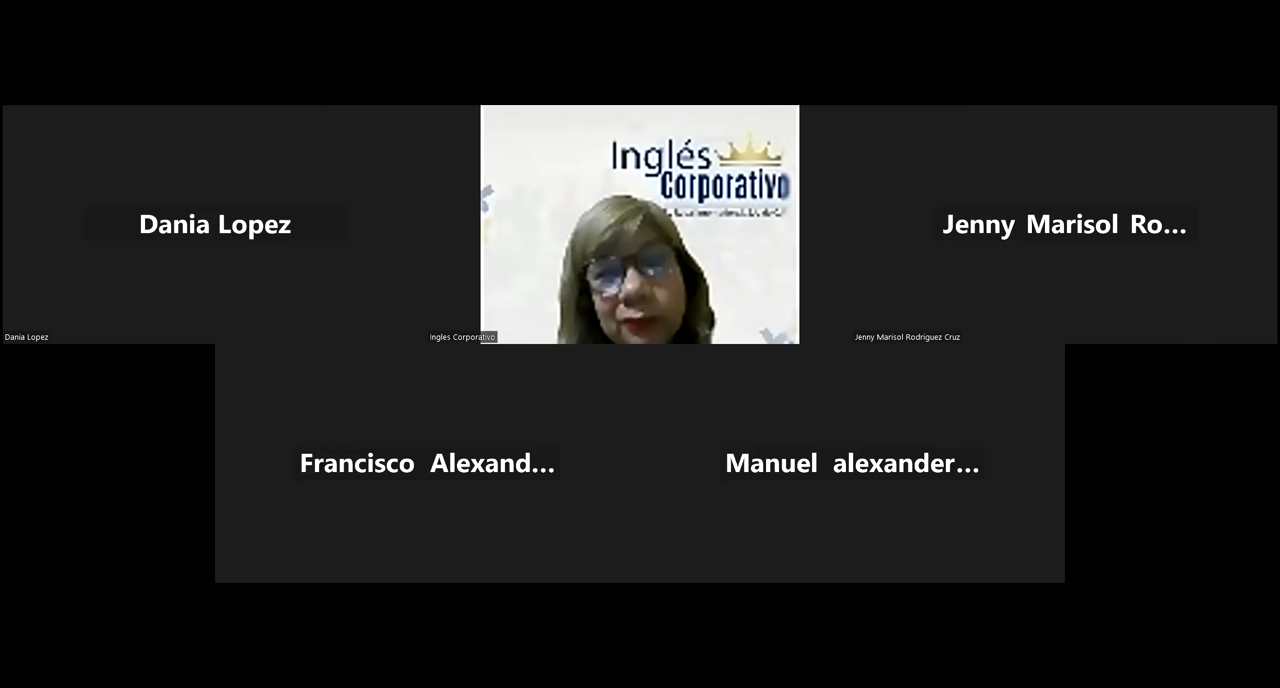 Inglés
Corporativo
Dania Lopez
Jenny Marisol Ro...
Dania Lopez
Ingles Corporativo
Jenny Marisol Rodriguez Cruz
Francisco Alexand...
Manuel alexander...